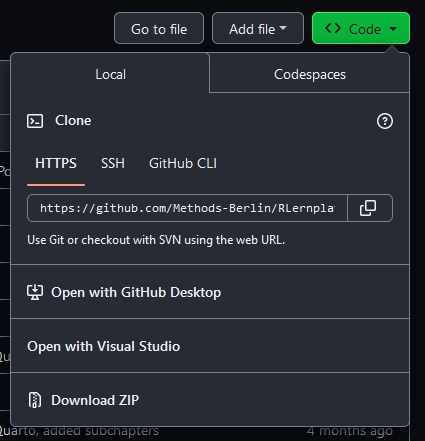 Go to file Add file <> Code
Local Codespaces
Clone
HTTPS SSH GitHub CLI
https://github.com/Methods-Berlin/RLernpla
Use Git or checkout with SVN using the web URL.
Open with GitHub Desktop
Open with Visual Studio
Download ZIP
Quarto, added subchapters 4 months ago